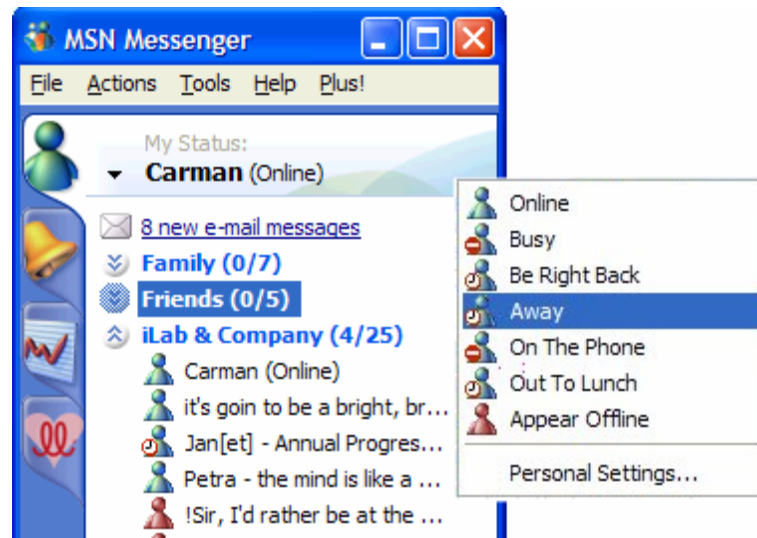 MSN Messenger
File Actions Tools Help Plus!
My Status:
Carman (Online)
8 new e-mail messages
Family (0/7)
Friends (0/5)
iLab & Company (4/25)
Carman (Online)
it's goin to be a bright, br...
Jan[et] - Annual Progres...
Petra - the mind is like a ...
!Sir, I'd rather be at the ...
Online
Busy
Be Right Back
Away
On The Phone
Out To Lunch
Appear Offline
Personal Settings...